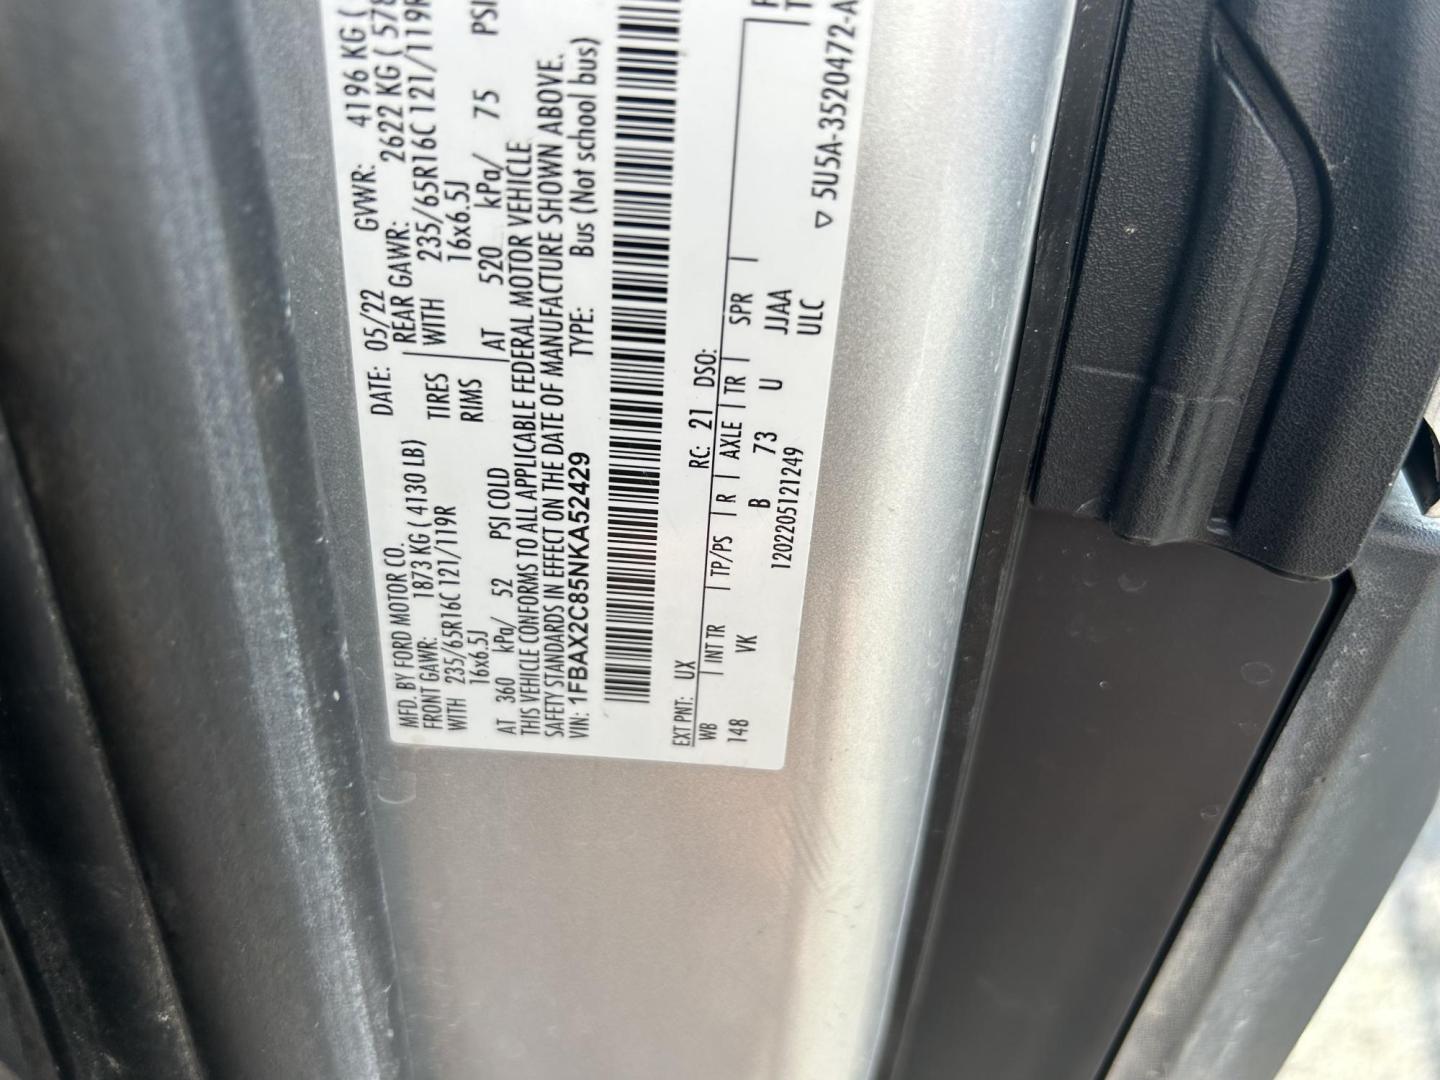 MFD. BY FORD MOTOR CO. DATE: 05/22 GVWR: 4196 KG (
FRONT GAWR: 1873 KG ( 4130 LB) REAR GAWR: 2622 KG ( 578
WITH 235/65R16C 121/119R TIRES WITH 235/65R16C 121/119R
16x6.5J RIMS 16x6.5J
AT 360 kPa/ 52 PSI COLD AT 520 kPa/ 75 PSI
THIS VEHICLE CONFORMS TO ALL APPLICABLE FEDERAL MOTOR VEHICLE
SAFETY STANDARDS IN EFFECT ON THE DATE OF MANUFACTURE SHOWN ABOVE.
VIN: 1FBAX2C85NKA52429 TYPE: Bus (Not school bus)
EXT PNT: UX RC: 21 DSO:
WB INT TR TP/PS R AXLE TR SPR
148 VK B 73 U JJAA
1202205121249 ULC
▽ 5U5A-3520472-A